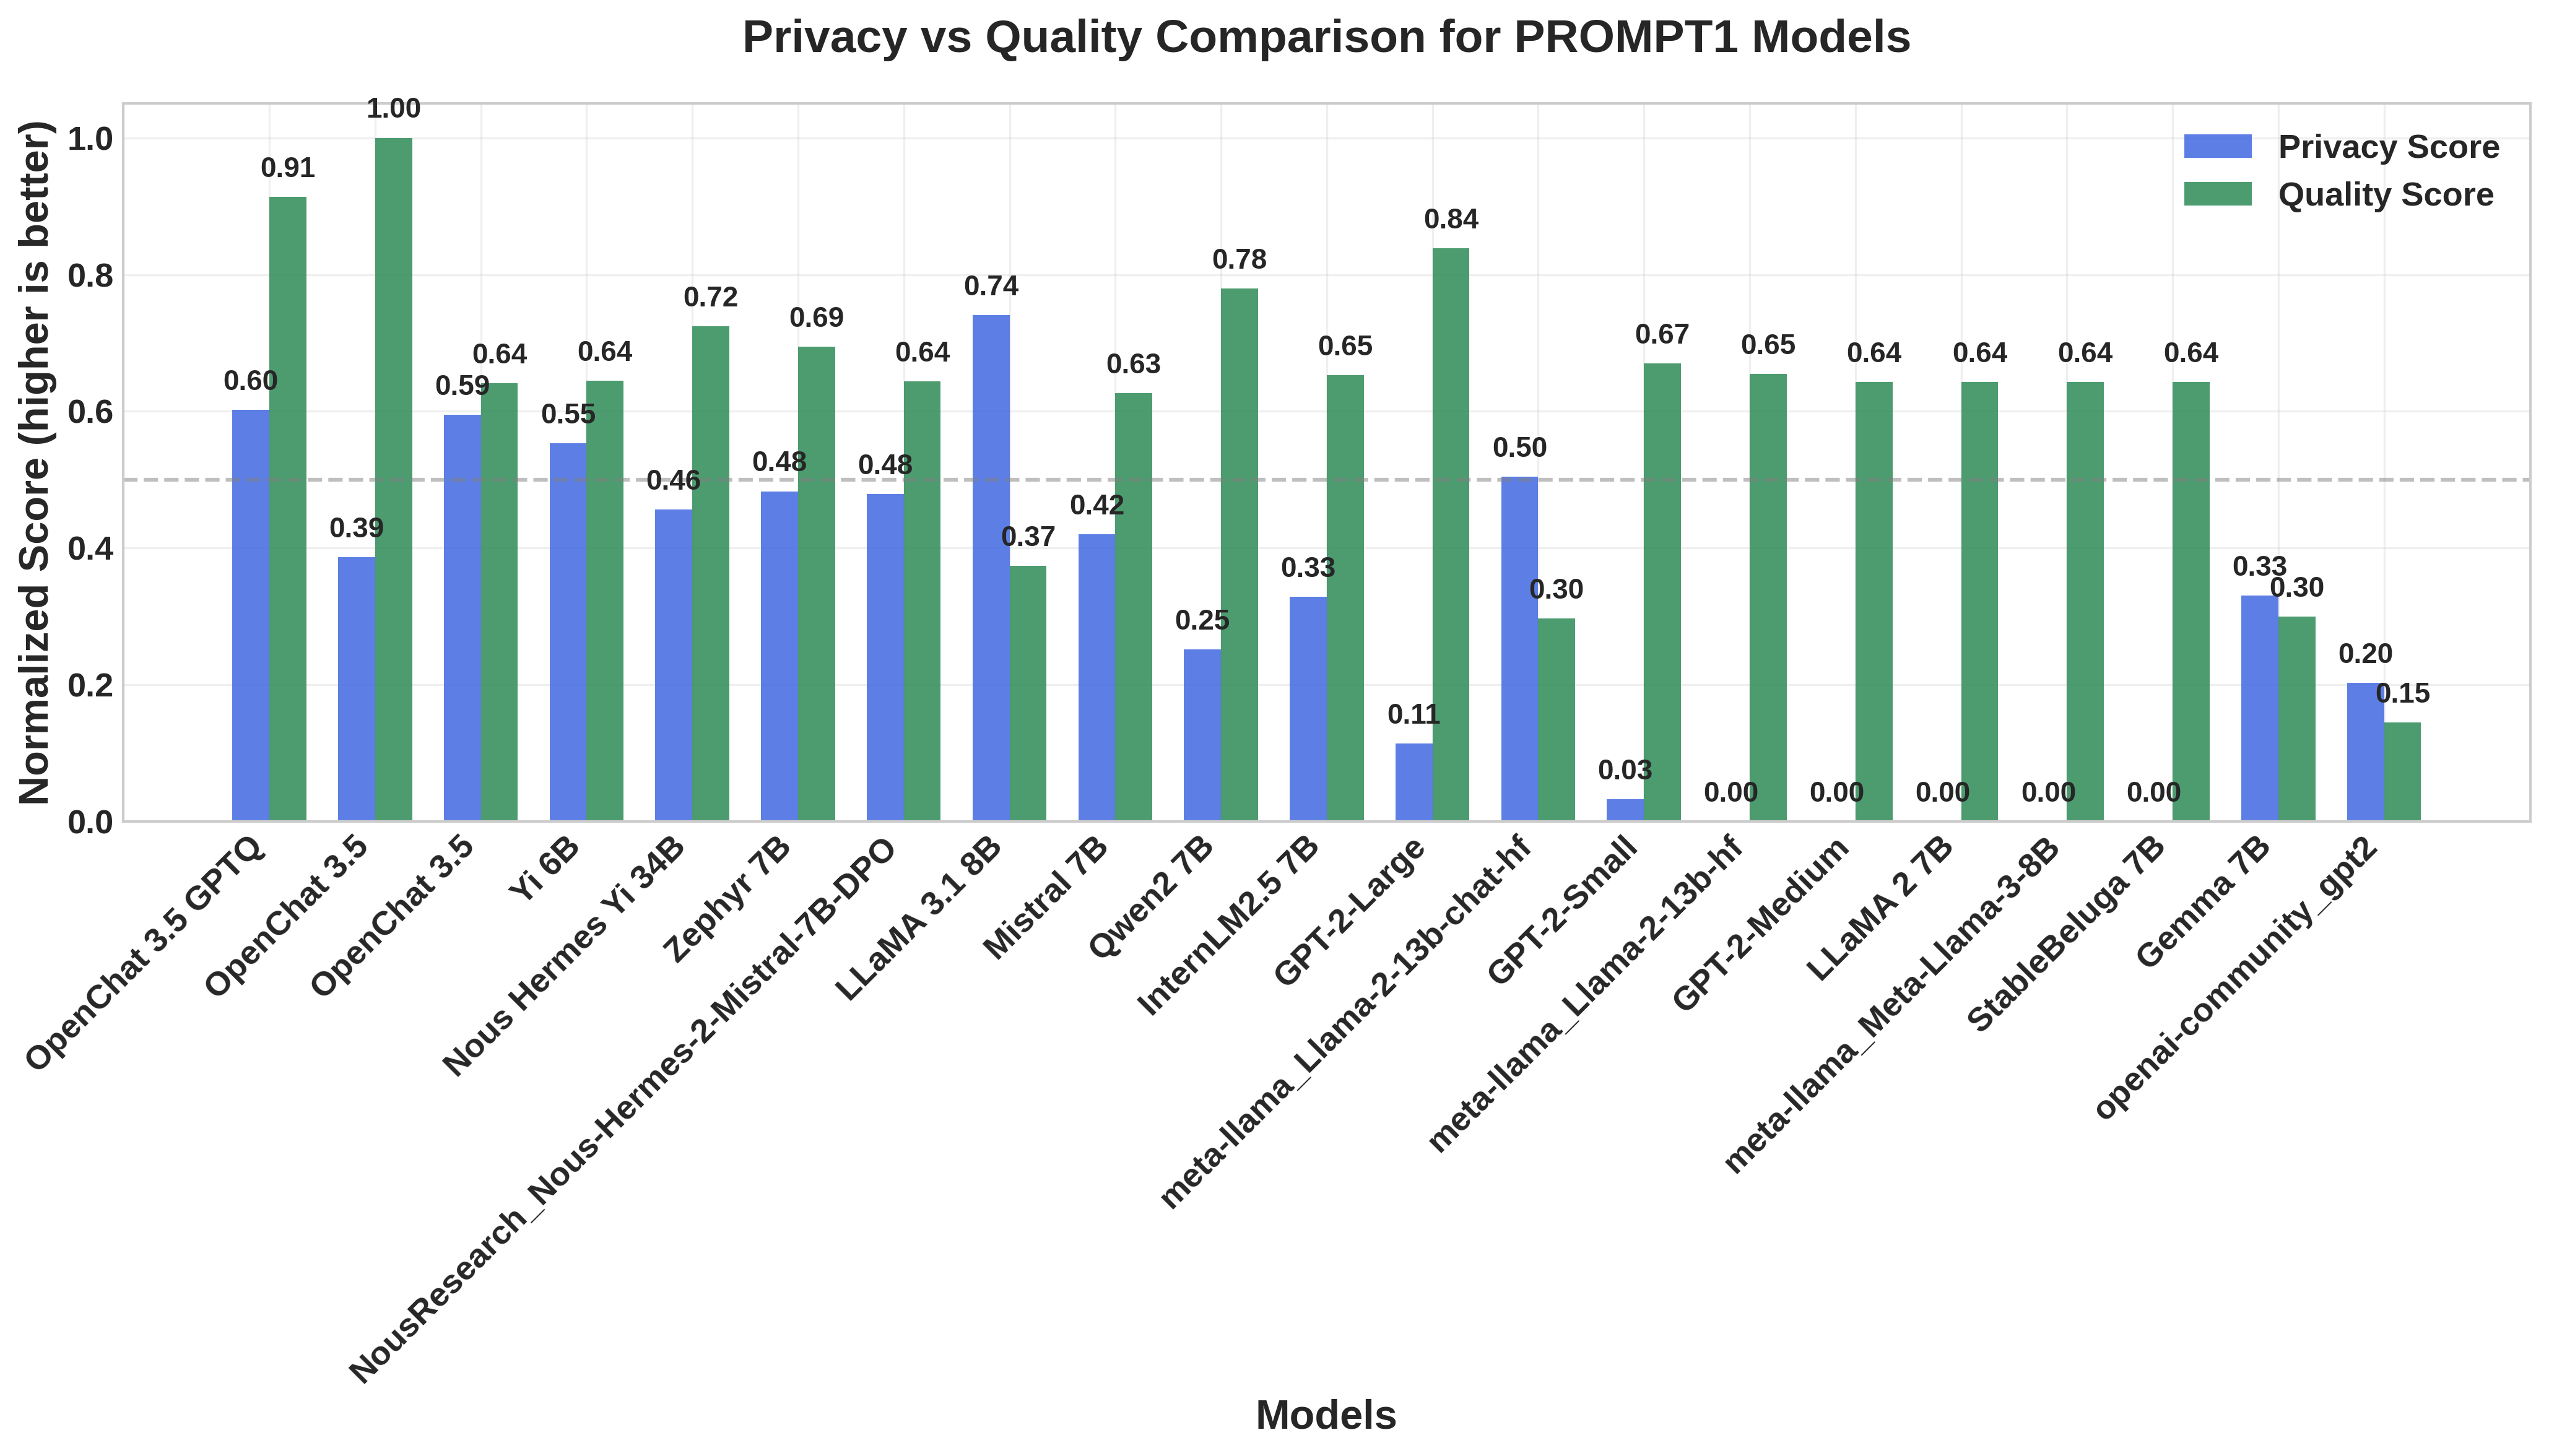 Privacy vs Quality Comparison for PROMPT1 Models
Normalized Score (higher is better)
1.0
0.8
0.6
0.4
0.2
0.0
Privacy Score
Quality Score
0.60
0.91
0.39
1.00
0.59
0.64
0.55
0.64
0.46
0.72
0.48
0.69
0.48
0.64
0.74
0.37
0.42
0.63
0.25
0.78
0.33
0.65
0.11
0.84
0.50
0.30
0.03
0.67
0.00
0.65
0.00
0.64
0.00
0.64
0.00
0.64
0.00
0.64
0.33
0.30
0.20
0.15
OpenChat 3.5 GPTQ
OpenChat 3.5
OpenChat 3.5
Yi 6B
Nous Hermes Yi 34B
Zephyr 7B
NousResearch_Nous-Hermes-2-Mistral-7B-DPO
LLaMA 3.1 8B
Mistral 7B
Qwen2 7B
InternLM2.5 7B
GPT-2-Large
meta-llama_Llama-2-13b-chat-hf
GPT-2-Small
meta-llama_Llama-2-13b-hf
GPT-2-Medium
LLaMA 2 7B
meta-llama_Meta-Llama-3-8B
StableBeluga 7B
Gemma 7B
openai-community_gpt2
Models